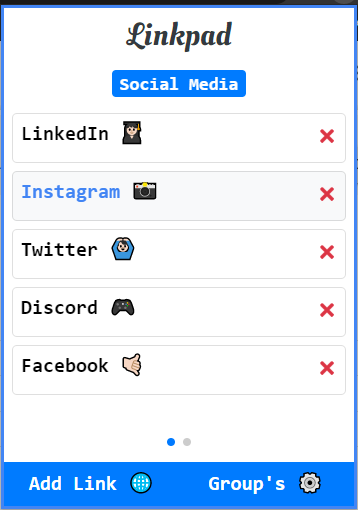 Linkpad
Social Media
LinkedIn
Instagram
Twitter
Discord
Facebook
Add Link
Group's